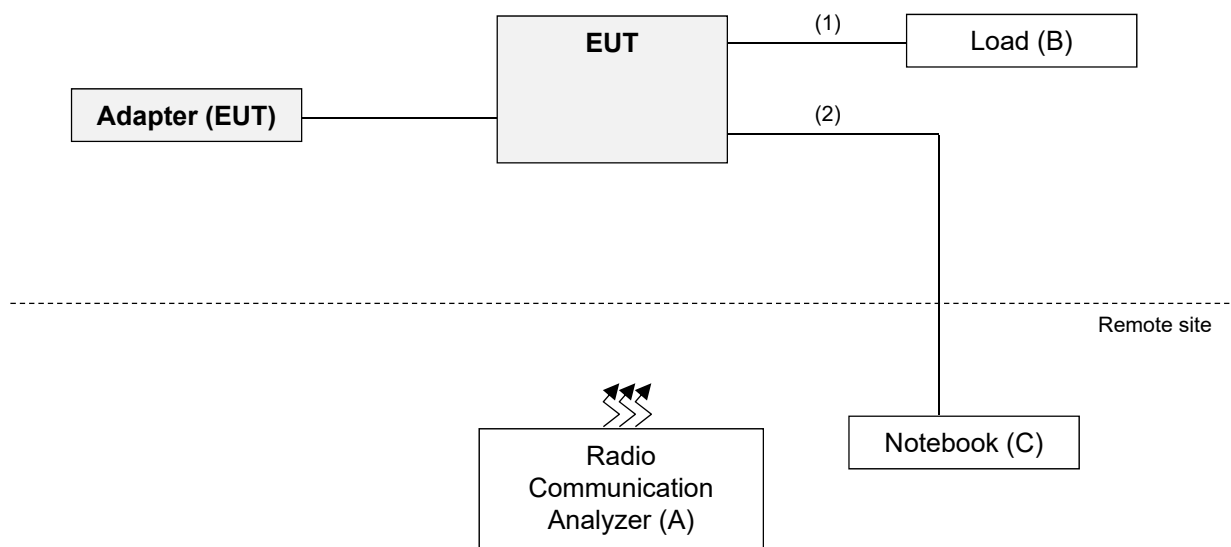 EUT
(1)
Load (B)
Adapter (EUT)
(2)
Remote site
Radio
Communication
Analyzer (A)
Notebook (C)